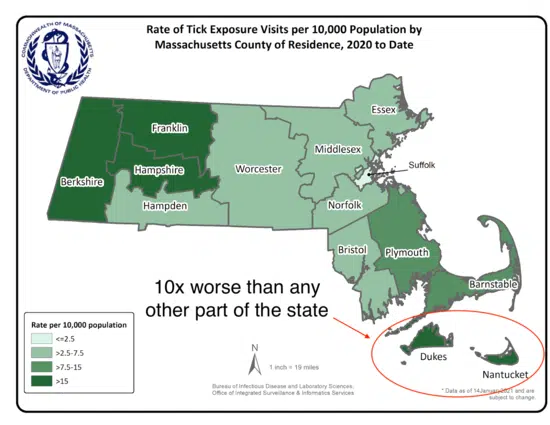 Rate of Tick Exposure Visits per 10,000 Population by
Massachusetts County of Residence, 2020 to Date
COMMONWEALTH OF MASSACHUSETTS
DEPARTMENT OF PUBLIC HEALTH
Essex
Franklin
Middlesex
Suffolk
Hampshire
Worcester
Berkshire
Hampden
Norfolk
Bristol
Plymouth
Barnstable
10x worse than any
other part of the state
Rate per 10,000 population
<=2.5
>2.5-7.5
>7.5-15
>15
N
1 inch = 19 miles
Dukes
Nantucket
Bureau of Infectious Disease and Laboratory Sciences,
Office of Integrated Surveillance & Informatics Services
* Data as of 14January2021 and are
subject to change.